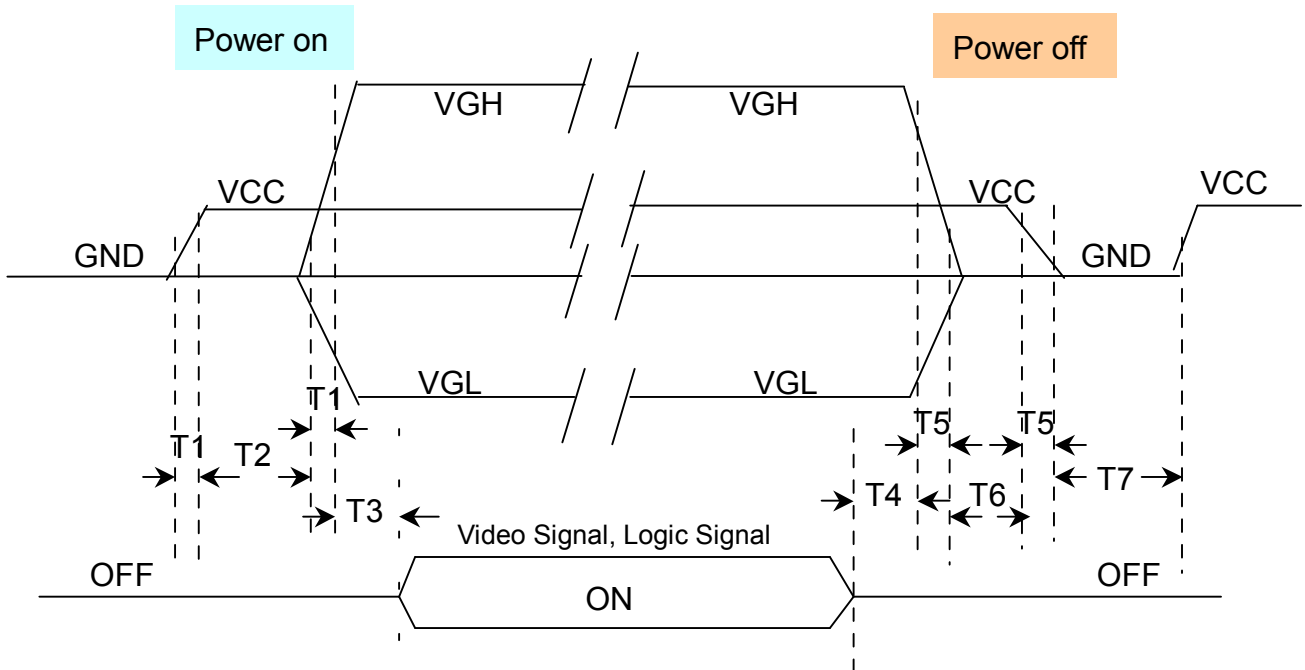 Power on
Power off
VGH
VGH
VCC
VCC
VCC
GND
GND
VGL
VGL
T1
T5
T5
T1
T2
T7
T3
T4
T6
Video Signal, Logic Signal
OFF
ON
OFF